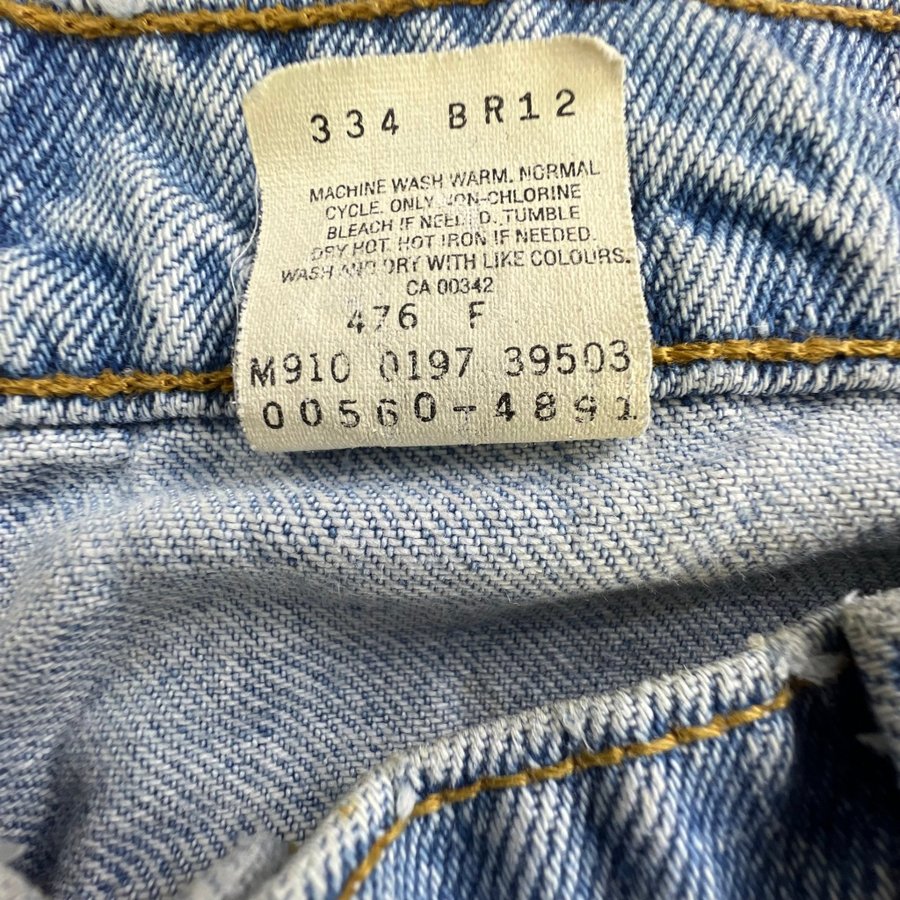 334 BR12
MACHINE WASH WARM. NORMAL
CYCLE. ONLY NON-CHLORINE
BLEACH IF NEEDED. TUMBLE
DRY HOT. HOT IRON IF NEEDED.
WASH AND DRY WITH LIKE COLOURS.
CA 00342
476 F
M910 0197 39503
00560-4891